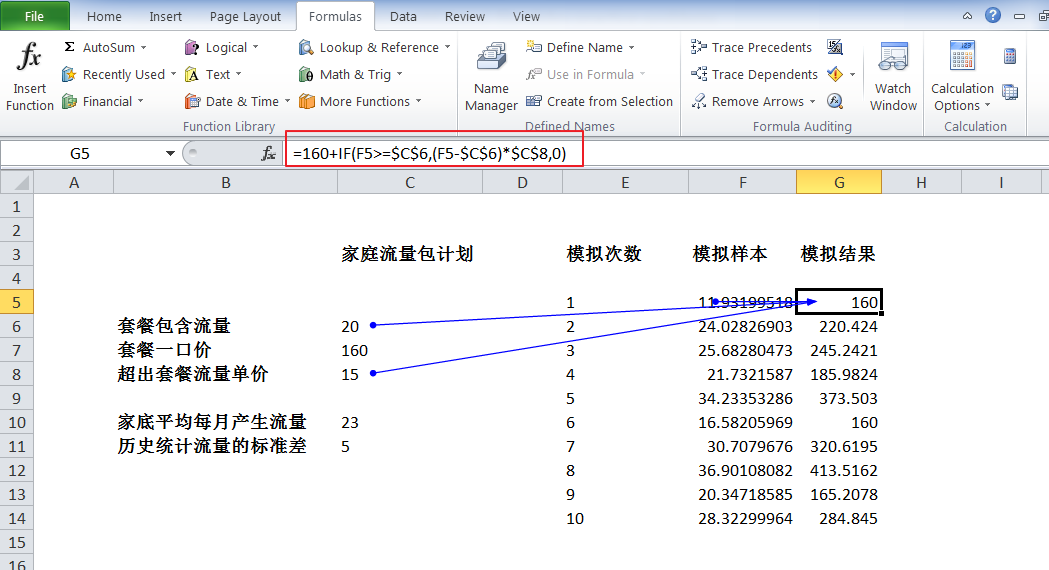 File Home Insert Page Layout Formulas Data Review View
Σ AutoSum Logical Lookup & Reference Define Name Trace Precedents
fx Recently Used Text Math & Trig Use in Formula Trace Dependents
Insert Function Financial Date & Time More Functions Name Manager Create from Selection Remove Arrows Watch Window Calculation Options
Function Library Defined Names Formula Auditing Calculation
G5 fx =160+IF(F5>=$C$6,(F5-$C$6)*$C$8,0)
A B C D E F G H I
1
2
3 家庭流量包计划 模拟次数 模拟样本 模拟结果
4
5 1 11.93199518 160
6 套餐包含流量 20 2 24.02826903 220.424
7 套餐一口价 160 3 25.68280473 245.2421
8 超出套餐流量单价 15 4 21.7321587 185.9824
9 5 34.23353286 373.503
10 家底平均每月产生流量 23 6 16.58205969 160
11 历史统计流量的标准差 5 7 30.7079676 320.6195
12 8 36.90108082 413.5162
13 9 20.34718585 165.2078
14 10 28.32299964 284.845
15
16